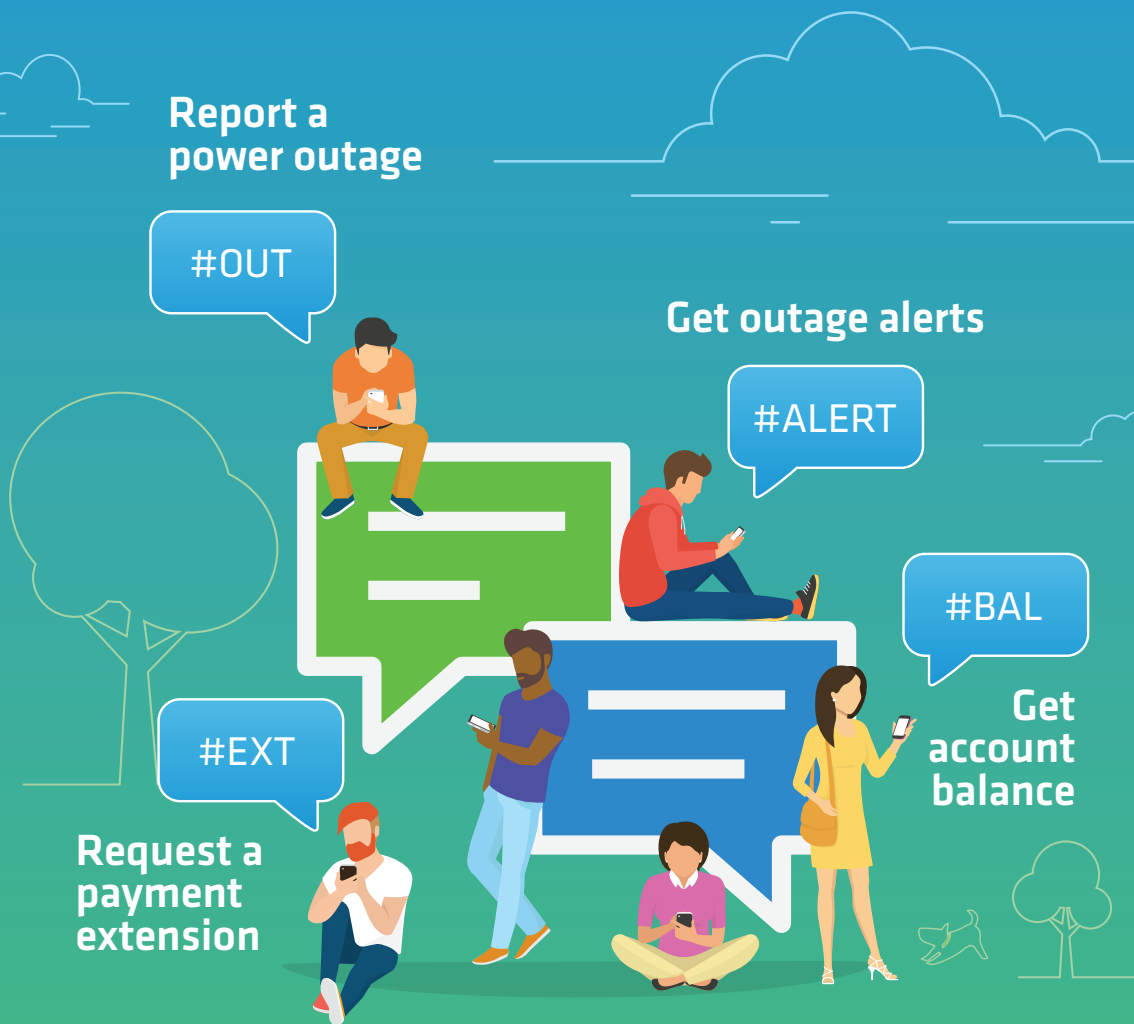 Report a
power outage
#OUT
Get outage alerts
#ALERT
#BAL
Get
account
balance
#EXT
Request a
payment
extension